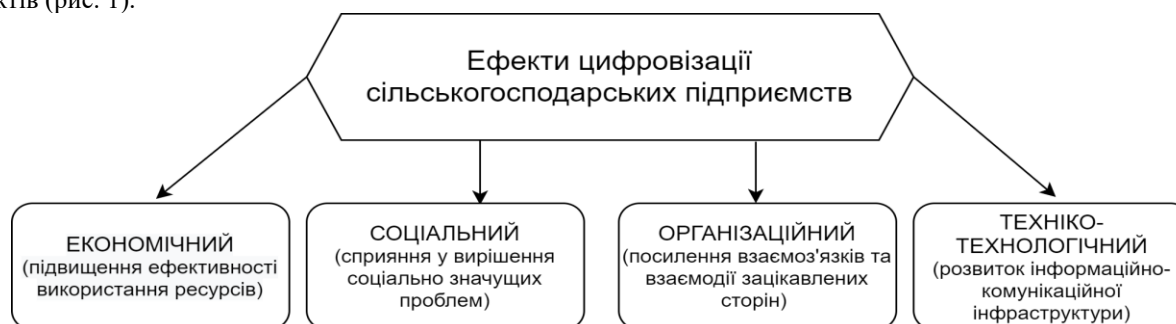 (рис. 1).
Ефекти цифровізації
сільськогосподарських підприємств
ЕКОНОМІЧНИЙ
(підвищення ефективності
використання ресурсів)
СОЦІАЛЬНИЙ
(сприяння у вирішення
соціально значущих
проблем)
ОРГАНІЗАЦІЙНИЙ
(посилення взаємоз'язків та
взаємодії зацікавлених
сторін)
ТЕХНІКО-
ТЕХНОЛОГІЧНИЙ
(розвиток інформаційно-
комунікаційної
інфраструктури)